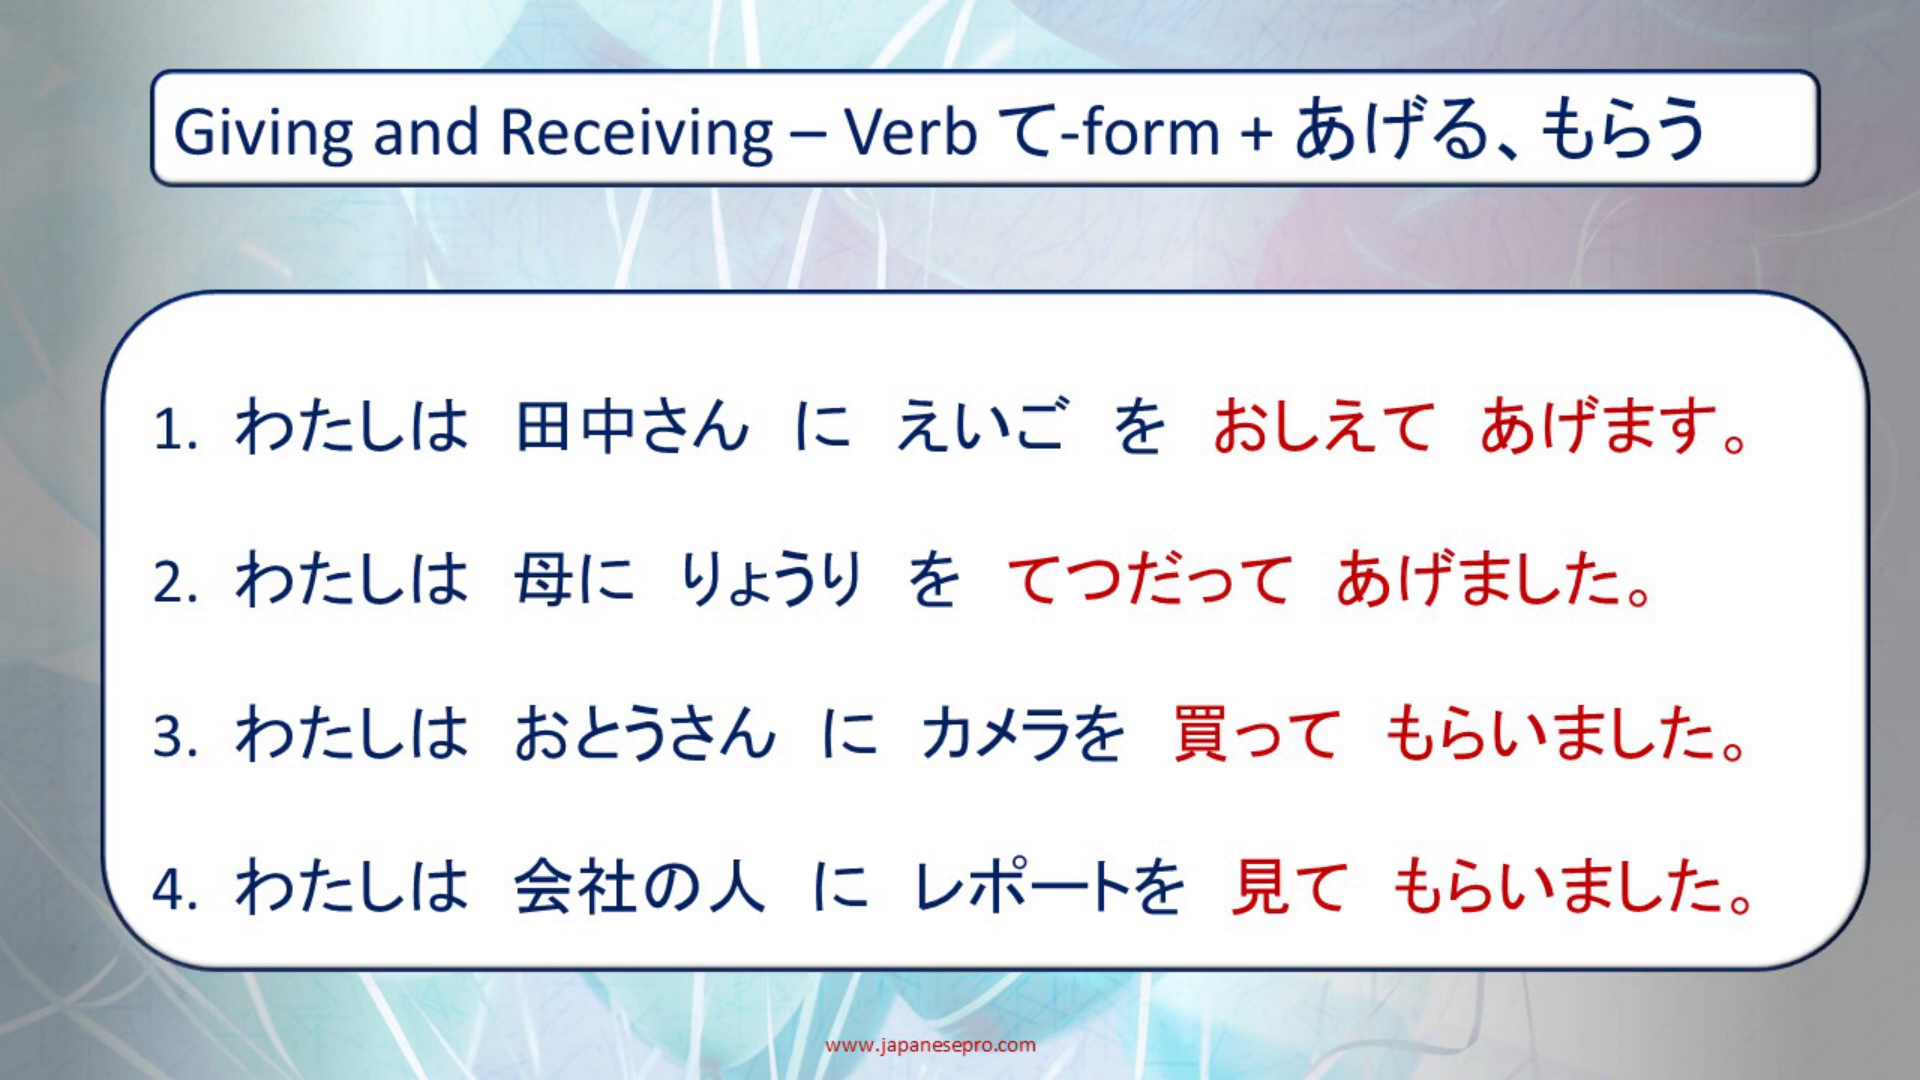 Giving and Receiving – Verb て-form + あげる、もらう
1. わたしは 田中さん に えいご を おしえて あげます。
2. わたしは 母に りょうり を てつだって あげました。
3. わたしは おとうさん に カメラを 買って もらいました。
4. わたしは 会社の人 に レポートを 見て もらいました。
www.japanesepro.com